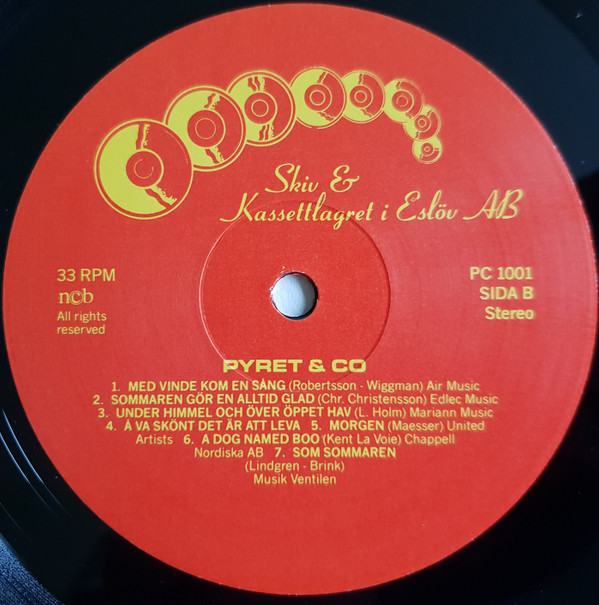 Skiv &
Kassettlagret i Eslöv AB
33 RPM
ncb
All rights
reserved
PC 1001
SIDA B
Stereo
PYRET & CO
1. MED VINDE KOM EN SÅNG (Robertsson - Wiggman) Air Music
2. SOMMAREN GÖR EN ALLTID GLAD (Chr. Christensson) Edlec Music
3. UNDER HIMMEL OCH ÖVER ÖPPET HAV (L. Holm) Mariann Music
4. Å VA SKÖNT DET ÄR ATT LEVA 5. MORGEN (Maesser) United
Artists 6. A DOG NAMED BOO (Kent La Voie) Chappell
Nordiska AB 7. SOM SOMMAREN
(Lindgren - Brink)
Musik Ventilen